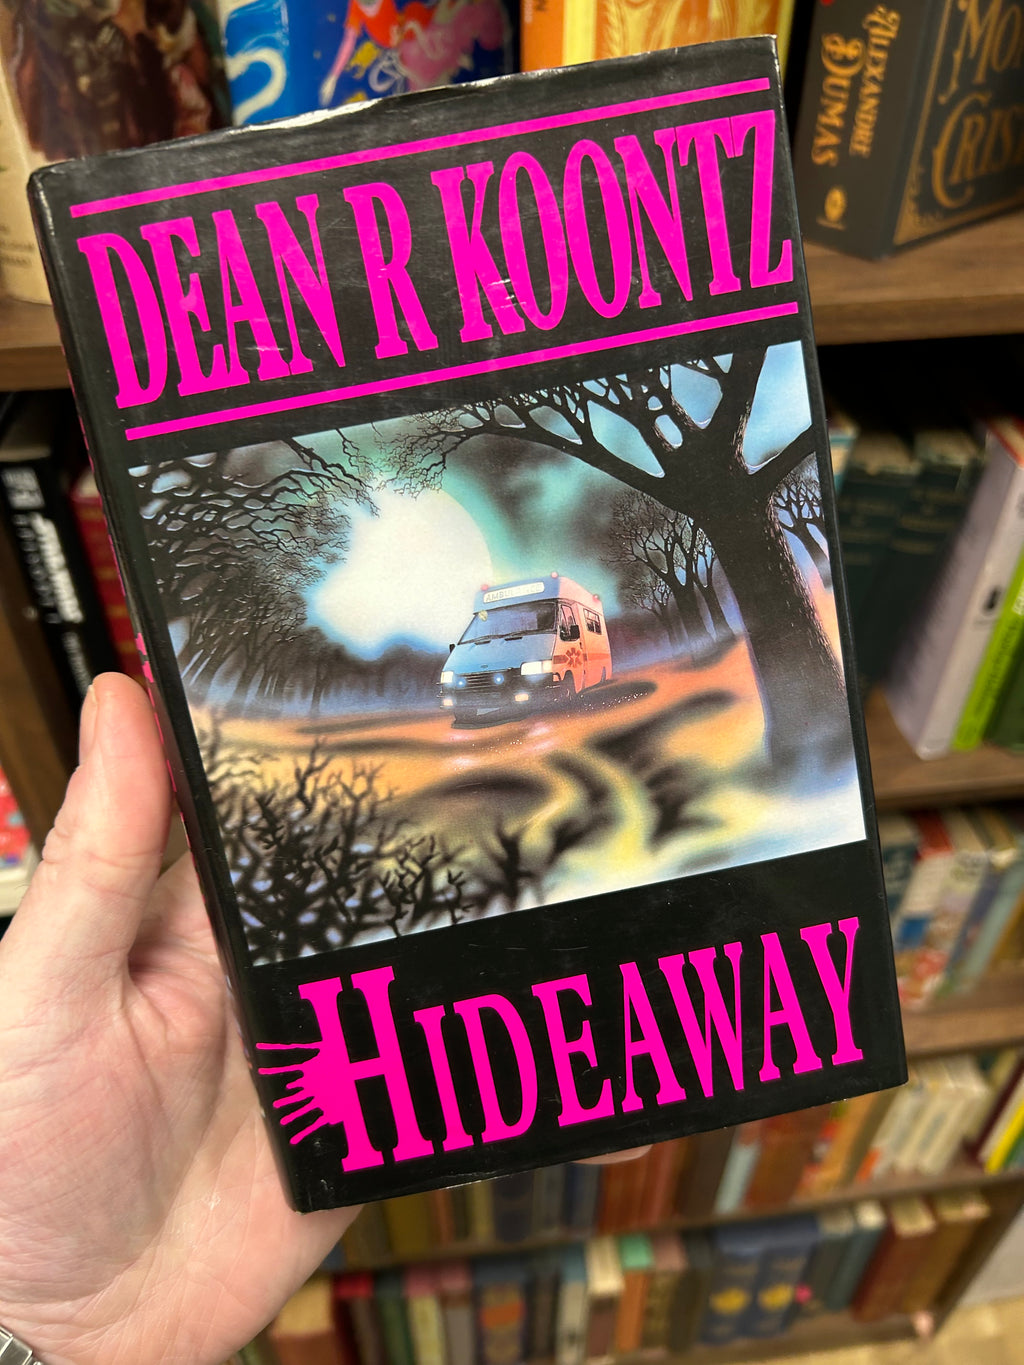 DEAN R KOONTZ
AMBULANCE
HIDEAWAY
ALEXANDRE
DUMAS